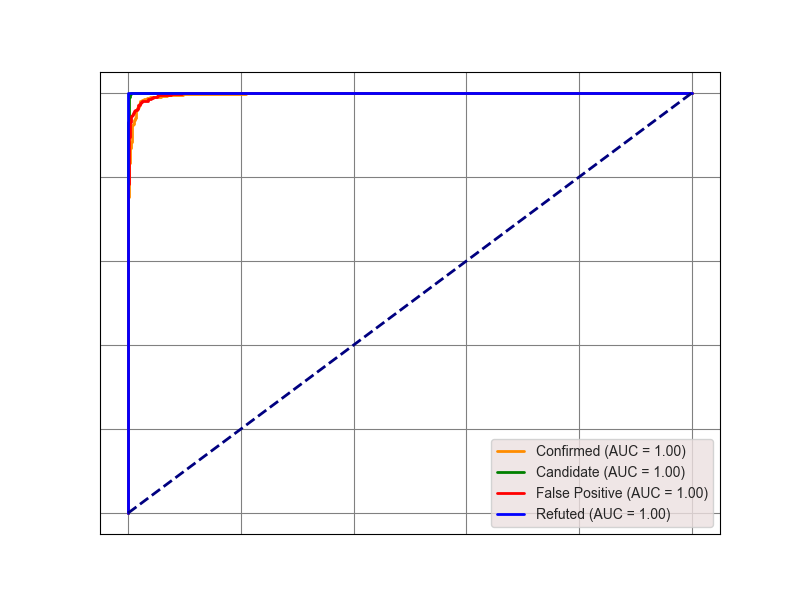 Confirmed (AUC = 1.00)
Candidate (AUC = 1.00)
False Positive (AUC = 1.00)
Refuted (AUC = 1.00)